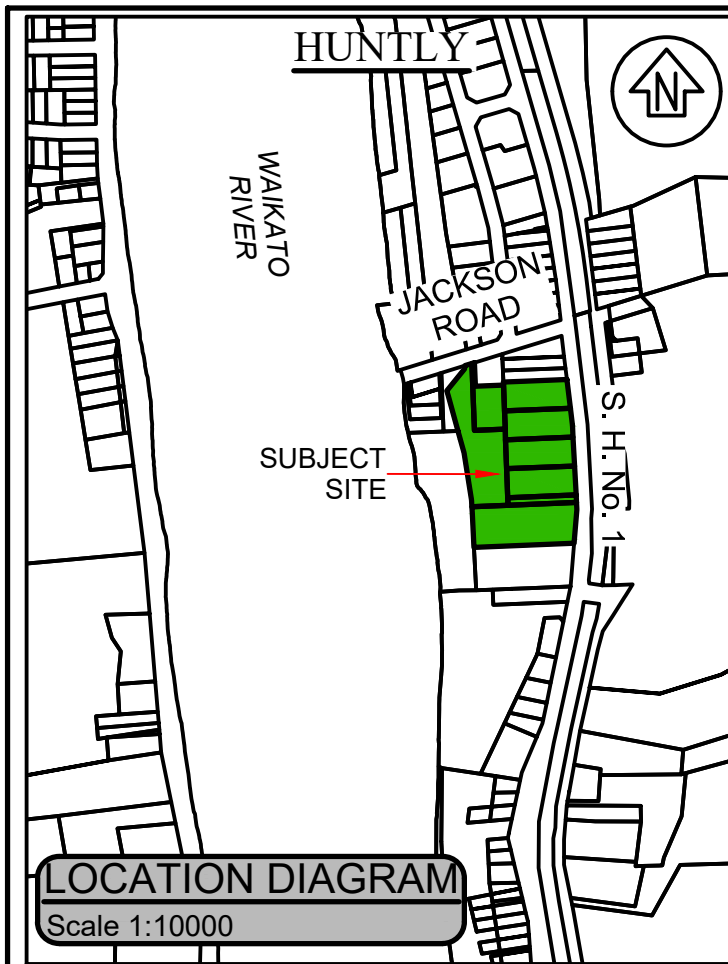 HUNTLY
N
WAIKATO
RIVER
JACKSON
ROAD
S. H. No. 1
SUBJECT
SITE
LOCATION DIAGRAM
Scale 1:10000